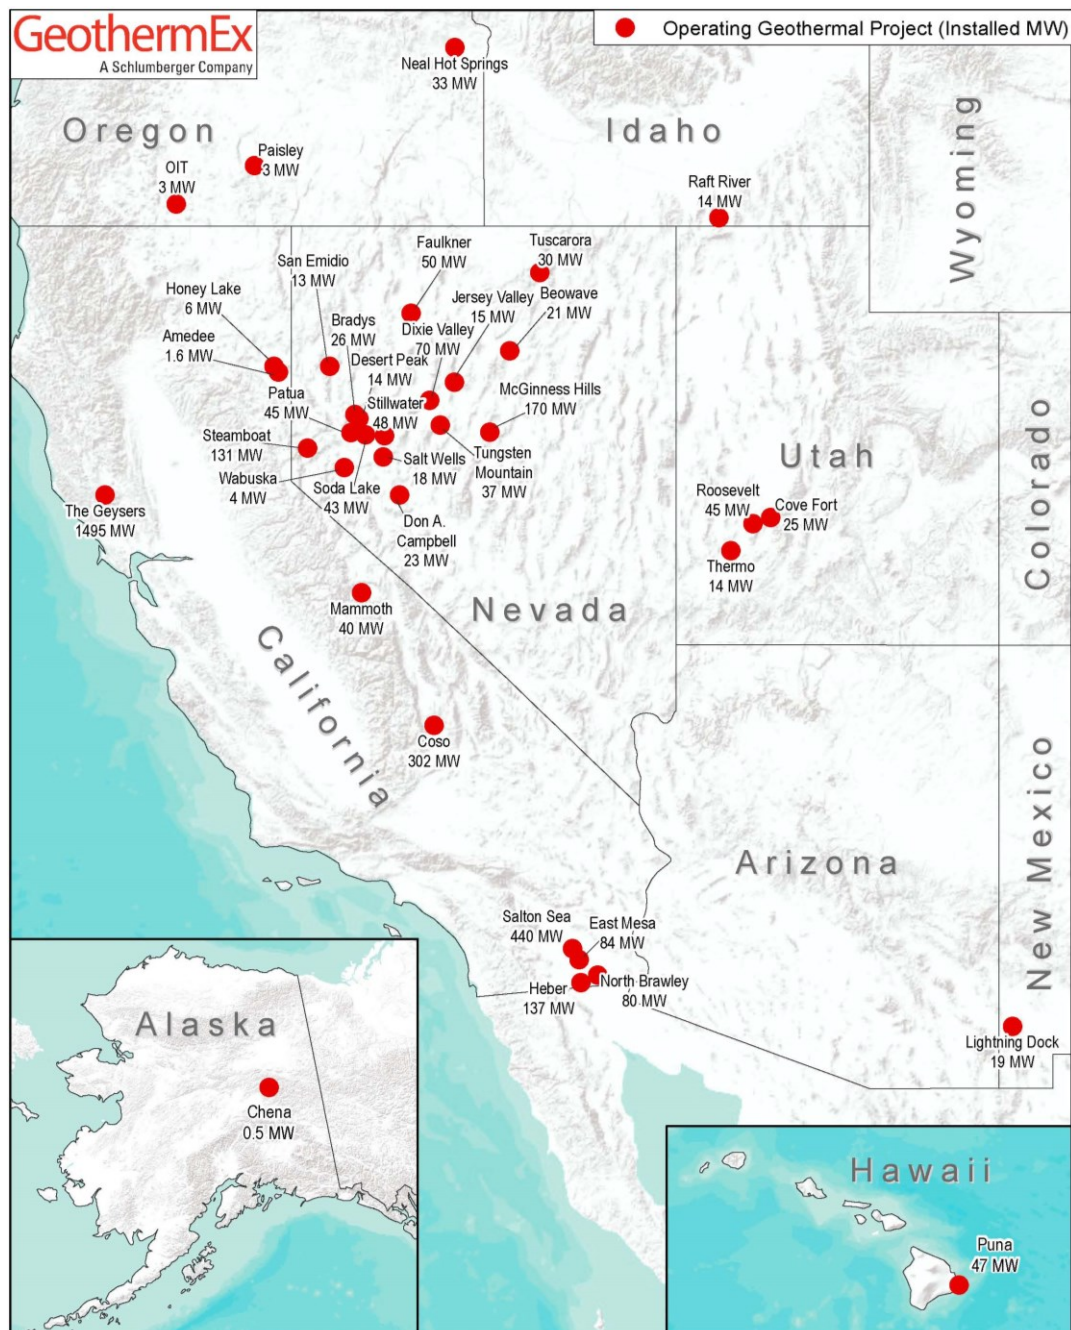 GeothermEx
A Schlumberger Company
Operating Geothermal Project (Installed MW)
Neal Hot Springs
33 MW
Oregon
Idaho
Wyoming
Paisley
3 MW
OIT
3 MW
Raft River
14 MW
San Emidio
13 MW
Faulkner
50 MW
Tuscarora
30 MW
Honey Lake
6 MW
Jersey Valley
15 MW
Beowave
21 MW
Amedee
1.6 MW
Bradys
26 MW
Dixie Valley
70 MW
Desert Peak
14 MW
Patua
45 MW
Stillwater
48 MW
McGinness Hills
170 MW
Steamboat
131 MW
Wabuska
4 MW
Soda Lake
43 MW
Salt Wells
18 MW
Tungsten
Mountain
37 MW
Don A.
Campbell
23 MW
The Geysers
1495 MW
Utah
Roosevelt
45 MW
Cove Fort
25 MW
Thermo
14 MW
Colorado
Mammoth
40 MW
Nevada
California
Coso
302 MW
Arizona
New Mexico
Salton Sea
440 MW
East Mesa
84 MW
Heber
137 MW
North Brawley
80 MW
Lightning Dock
19 MW
Alaska
Chena
0.5 MW
Hawaii
Puna
47 MW